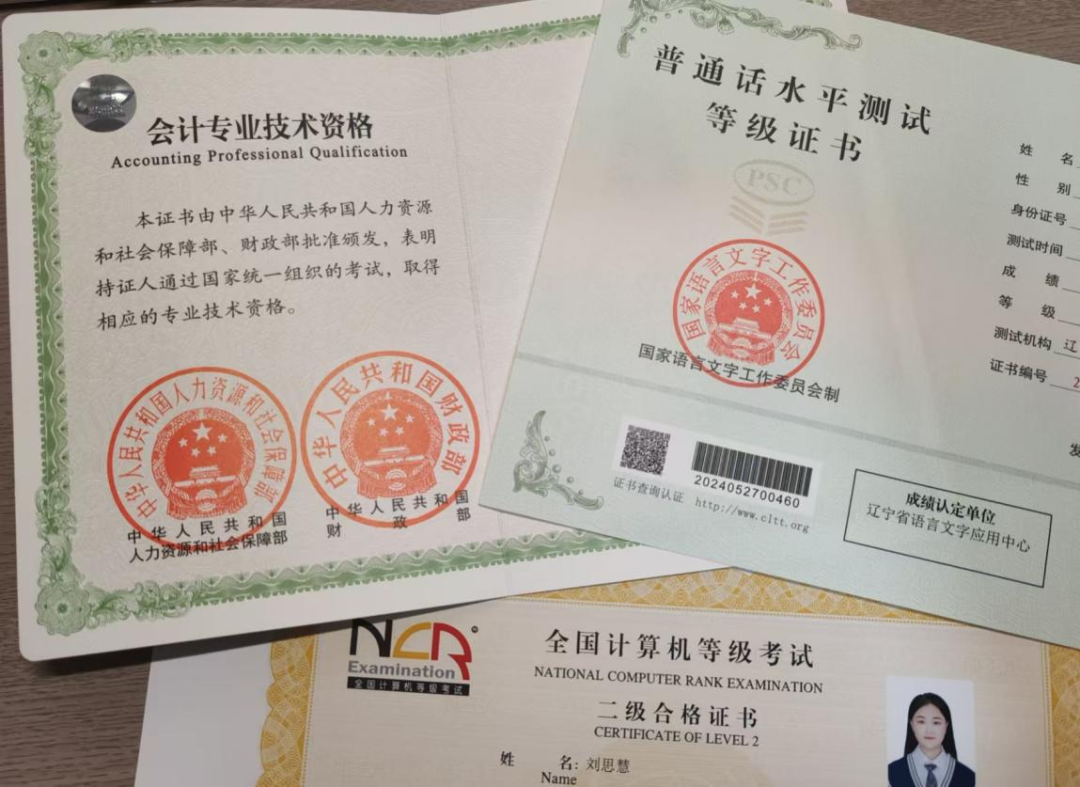 会计专业技术资格
Accounting Professional Qualification
本证书由中华人民共和国人力资源
和社会保障部、财政部批准颁发，表明
持证人通过国家统一组织的考试，取得
相应的专业技术资格。
中华人民共和国人力资源和社会保障部
中华人民共和国
人力资源和社会保障部
中华人民共和国财政部
中华人民共和国
财政部
普通话水平测试
等级证书
PSC
国家语言文字工作委员会
国家语言文字工作委员会制
证书查询认证
2024052700460
http://www.cltt.org
成绩认定单位
辽宁省语言文字应用中心
姓名
性别
身份证号
测试时间
成绩
等级
测试机构 辽
证书编号 2
发
NCR
Examination
全国计算机等级考试
全国计算机等级考试
NATIONAL COMPUTER RANK EXAMINATION
二级合格证书
CERTIFICATE OF LEVEL 2
姓名: 刘思慧
Name